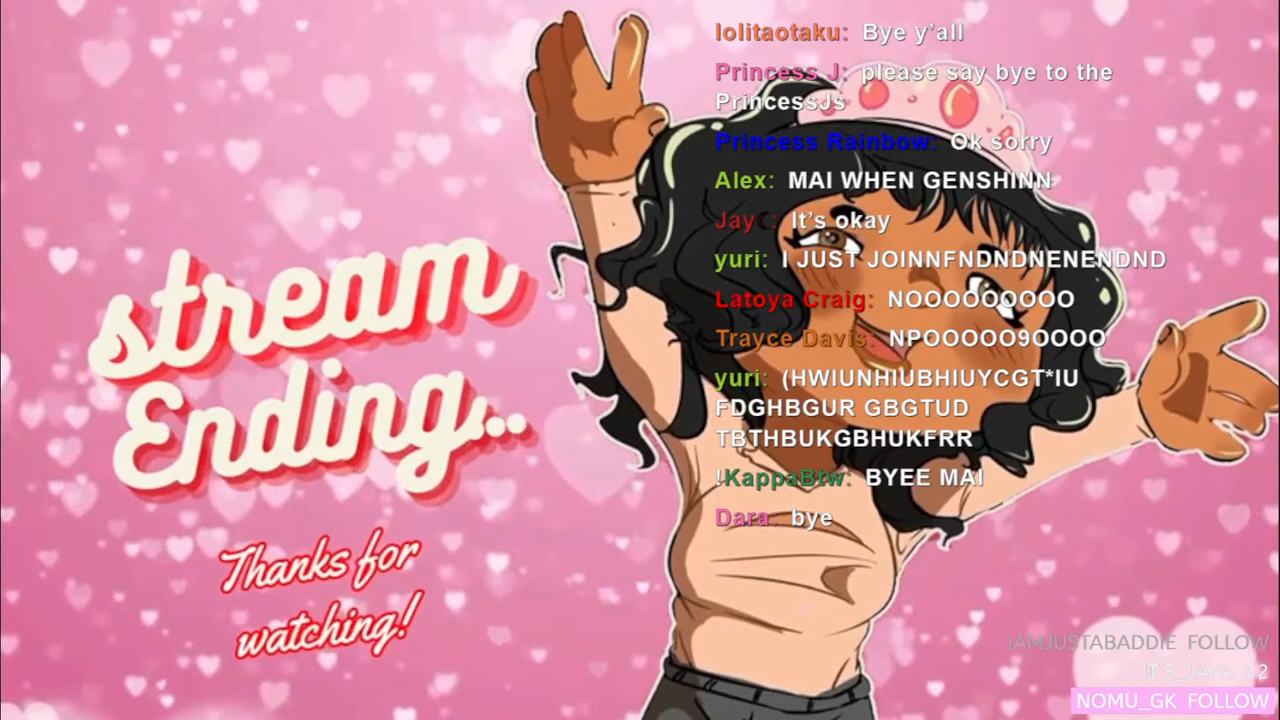 stream
Ending..
Thanks for
watching!
lolitaotaku: Bye y’all
Princess J: please say bye to the
PrincessJs
Princess Rainbow: Ok sorry
Alex: MAI WHEN GENSHINN
JayC: It’s okay
yuri: I JUST JOINNFNDNDNENENDND
Latoya Craig: NOOOOOOOOO
Trayce Davis: NPOOOOO9OOOO
yuri: (HWIUNHIUBHIUYCGT*IU
FDGHBGUR GBGTUD
TBTHBUKGBHUKFRR
!KappaBtw: BYEE MAI
Dara: bye
IAMJUSTABADDIE FOLLOW
NOMU_GK FOLLOW